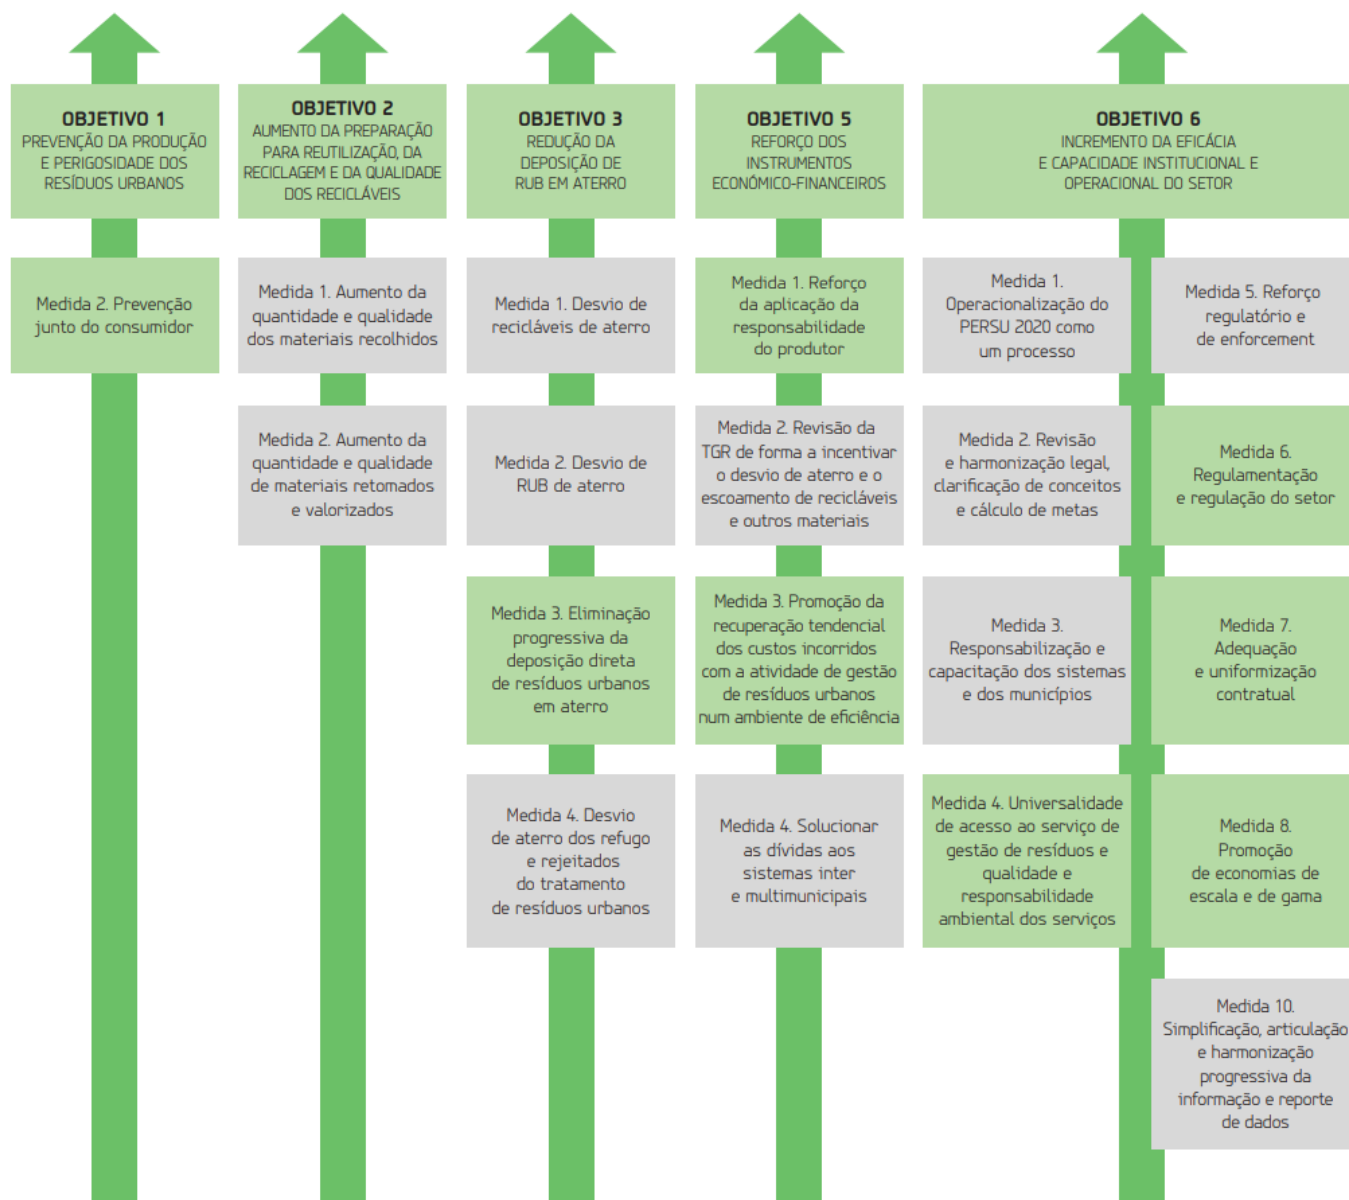 OBJETIVO 1
PREVENÇÃO DA PRODUÇÃO
E PERIGOSIDADE DOS
RESÍDUOS URBANOS
Medida 2. Prevenção
junto do consumidor
OBJETIVO 2
AUMENTO DA PREPARAÇÃO
PARA REUTILIZAÇÃO, DA
RECICLAGEM E DA QUALIDADE
DOS RECICLÁVEIS
Medida 1. Aumento da
quantidade e qualidade
dos materiais recolhidos
Medida 2. Aumento da
quantidade e qualidade
de materiais retomados
e valorizados
OBJETIVO 3
REDUÇÃO DA
DEPOSIÇÃO DE
RUB EM ATERRO
Medida 1. Desvio de
recicláveis de aterro
Medida 2. Desvio de
RUB de aterro
Medida 3. Eliminação
progressiva da
deposição direta
de resíduos urbanos
em aterro
Medida 4. Desvio
de aterro dos refugo
e rejeitados
do tratamento
de resíduos urbanos
OBJETIVO 5
REFORÇO DOS
INSTRUMENTOS
ECONÓMICO-FINANCEIROS
Medida 1. Reforço
da aplicação da
responsabilidade
do produtor
Medida 2. Revisão da
TGR de forma a incentivar
o desvio de aterro e o
escoamento de recicláveis
e outros materiais
Medida 3. Promoção da
recuperação tendencial
dos custos incorridos
com a atividade de gestão
de resíduos urbanos
num ambiente de eficiência
Medida 4. Solucionar
as dívidas aos
sistemas inter
e multimunicipais
OBJETIVO 6
INCREMENTO DA EFICÁCIA
E CAPACIDADE INSTITUCIONAL E
OPERACIONAL DO SETOR
Medida 1.
Operacionalização do
PERSU 2020 como
um processo
Medida 2. Revisão
e harmonização legal,
clarificação de conceitos
e cálculo de metas
Medida 3.
Responsabilização e
capacitação dos sistemas
e dos municípios
Medida 4. Universalidade
de acesso ao serviço de
gestão de resíduos e
qualidade e
responsabilidade
ambiental dos serviços
Medida 5. Reforço
regulatório e
de enforcement
Medida 6.
Regulamentação
e regulação do setor
Medida 7.
Adequação
e uniformização
contratual
Medida 8.
Promoção
de economias de
escala e de gama
Medida 10.
Simplificação, articulação
e harmonização
progressiva da
informação e reporte
de dados